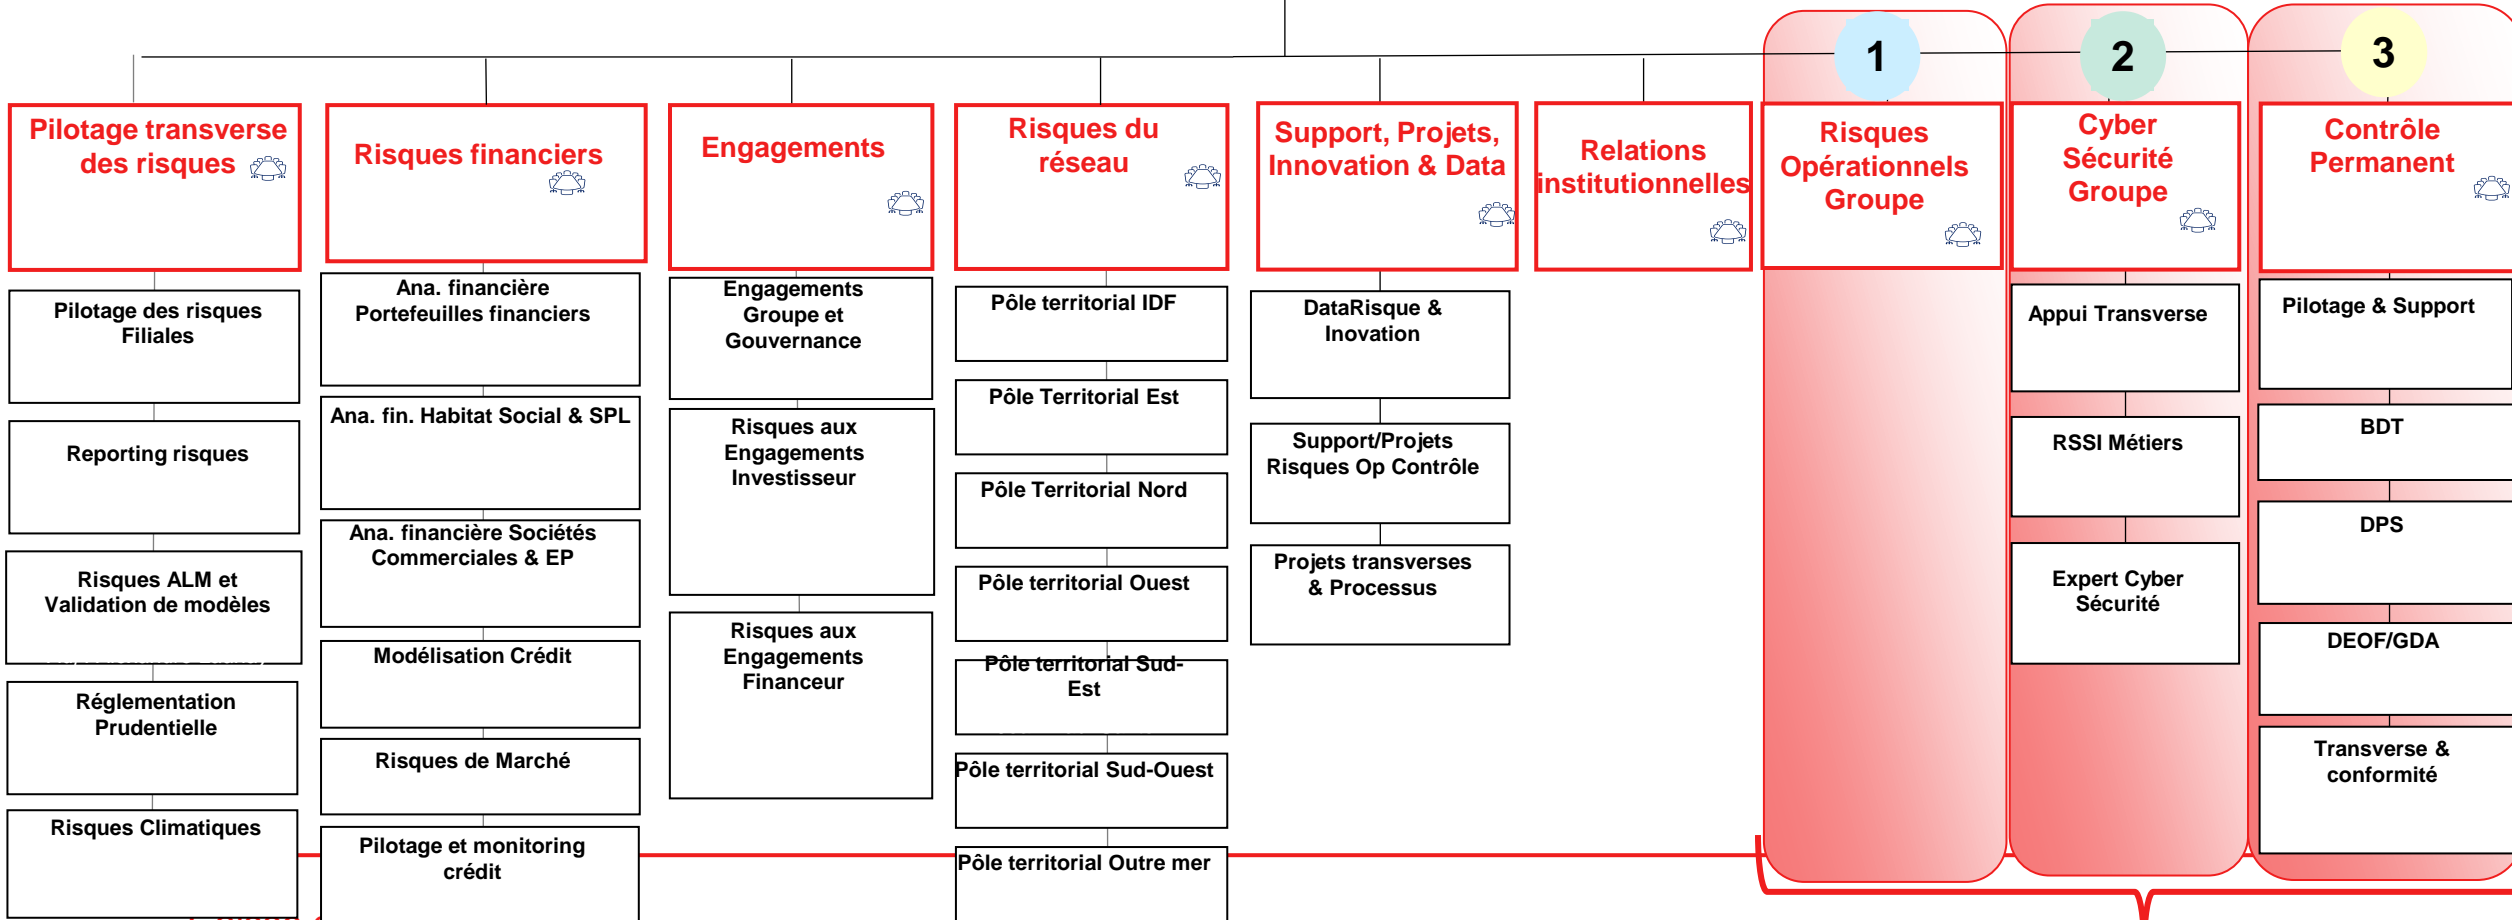 1
2
3
Pilotage transverse
des risques
Risques financiers
Engagements
Risques du
réseau
Support, Projets,
Innovation & Data
Relations
institutionnelles
Risques
Opérationnels
Groupe
Cyber
Sécurité
Groupe
Contrôle
Permanent
Pilotage des risques
Filiales
Reporting risques
Risques ALM et
Validation de modèles
Réglementation
Prudentielle
Risques Climatiques
Ana. financière
Portefeuilles financiers
Ana. fin. Habitat Social & SPL
Ana. financière Sociétés
Commerciales & EP
Modélisation Crédit
Risques de Marché
Pilotage et monitoring
crédit
Engagements
Groupe et
Gouvernance
Risques aux
Engagements
Investisseur
Risques aux
Engagements
Financeur
Pôle territorial IDF
Pôle Territorial Est
Pôle Territorial Nord
Pôle territorial Ouest
Pôle territorial Sud-
Est
Pôle territorial Sud-Ouest
Pôle territorial Outre mer
DataRisque &
Inovation
Support/Projets
Risques Op Contrôle
Projets transverses
& Processus
Appui Transverse
RSSI Métiers
Expert Cyber
Sécurité
Pilotage & Support
BDT
DPS
DEOF/GDA
Transverse &
conformité